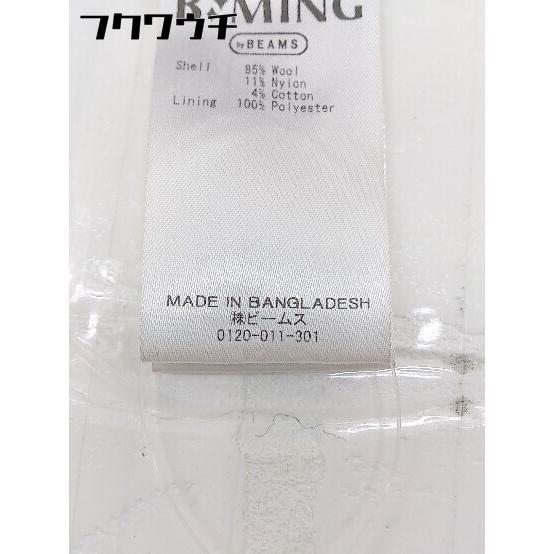 フクウクチ
B:MING
by BEAMS
Shell 85% Wool
11% Nylon
4% Cotton
Lining 100% Polyester
MADE IN BANGLADESH
㈱ビームス
0120-011-301